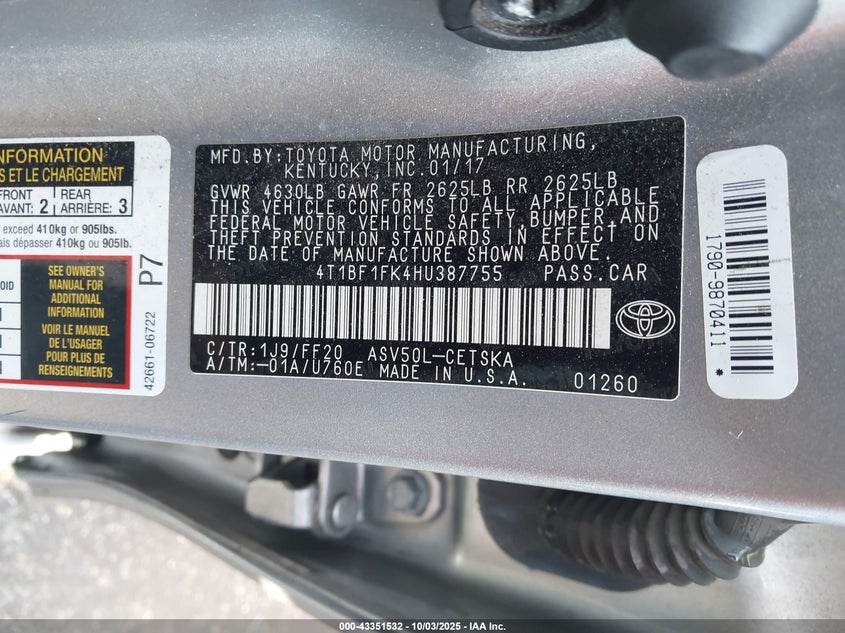 INFORMATION
S ET LE CHARGEMENT
FRONT
AVANT: 2
REAR
ARRIÈRE: 3
exceed 410kg or 905lbs.
ais dépasser 410kg ou 905lb.
OID
SEE OWNER'S
MANUAL FOR
ADDITIONAL
INFORMATION
VOIR LE MANUEL
DE L'USAGER
POUR PLUS DE
RENSEIGNEMENTS
P7
42661-06722
MFD.BY:TOYOTA MOTOR MANUFACTURING,
KENTUCKY, INC.01/17
GVWR 4630LB GAWR FR 2625LB RR 2625LB
THIS VEHICLE CONFORMS TO ALL APPLICABLE
FEDERAL MOTOR VEHICLE SAFETY, BUMPER, AND
THEFT PREVENTION STANDARDS IN EFFECT ON
THE DATE OF MANUFACTURE SHOWN ABOVE.
4T1BF1FK4HU387755 PASS.CAR
C/TR:1J9/FF20 ASV50L-CETSKA
A/TM:-01A/U760E MADE IN U.S.A. 01260
1790-9870411*
000-43351532 - 10/03/2025 - IAA Inc.